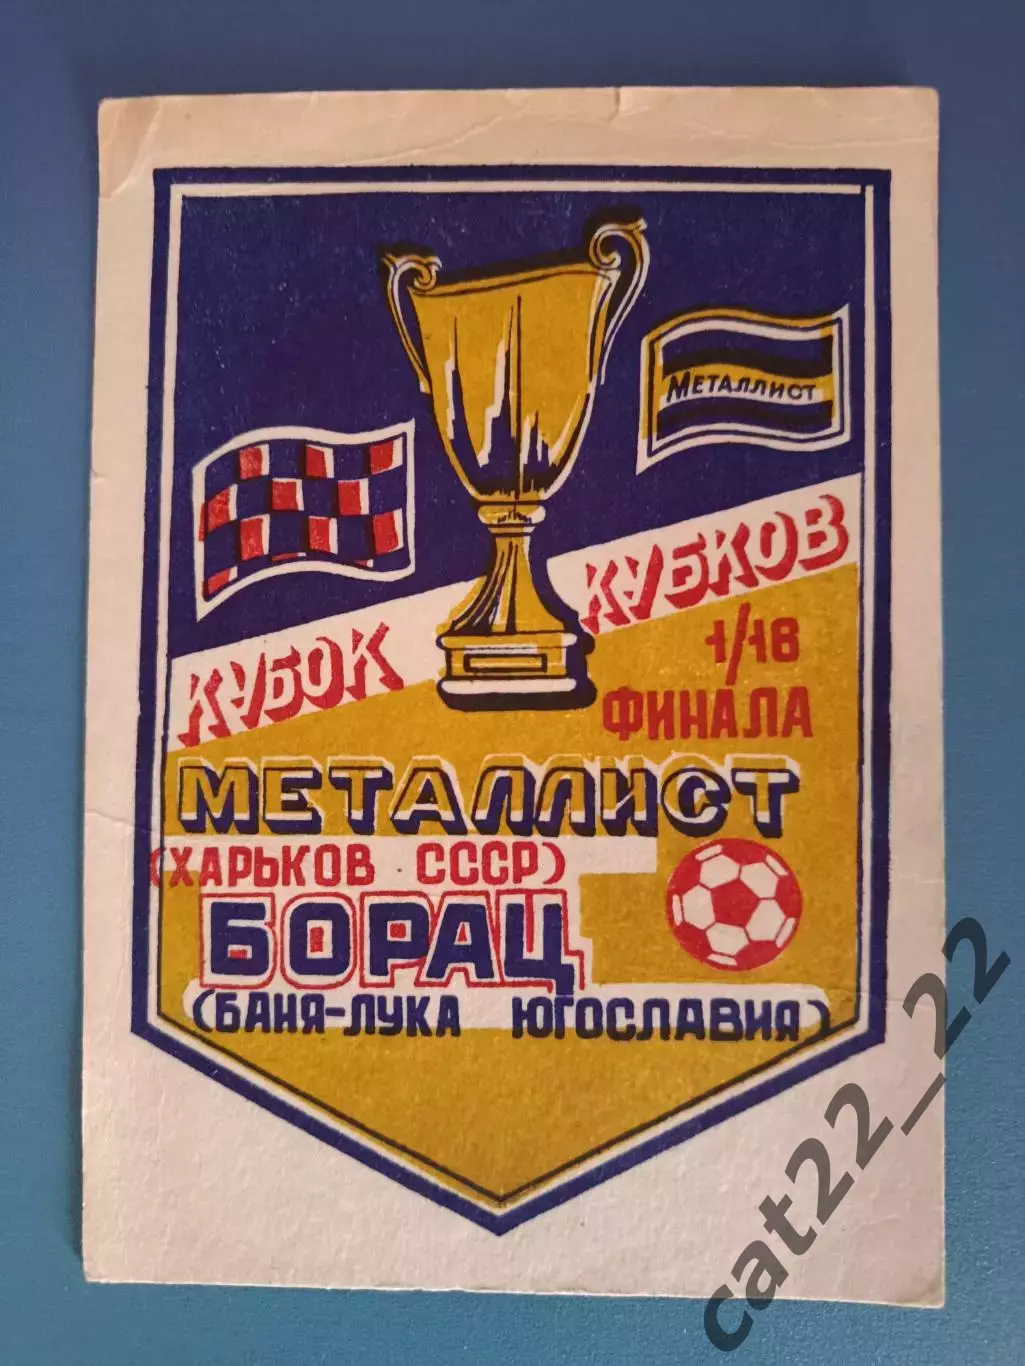 МЕТАЛЛИСТ
КУБОК КУБКОВ
1/16
ФИНАЛА
МЕТАЛЛИСТ
(ХАРЬКОВ СССР)
БОРАЦ
(БАНЯ-ЛУКА ЮГОСЛАВИЯ)
cat22_22